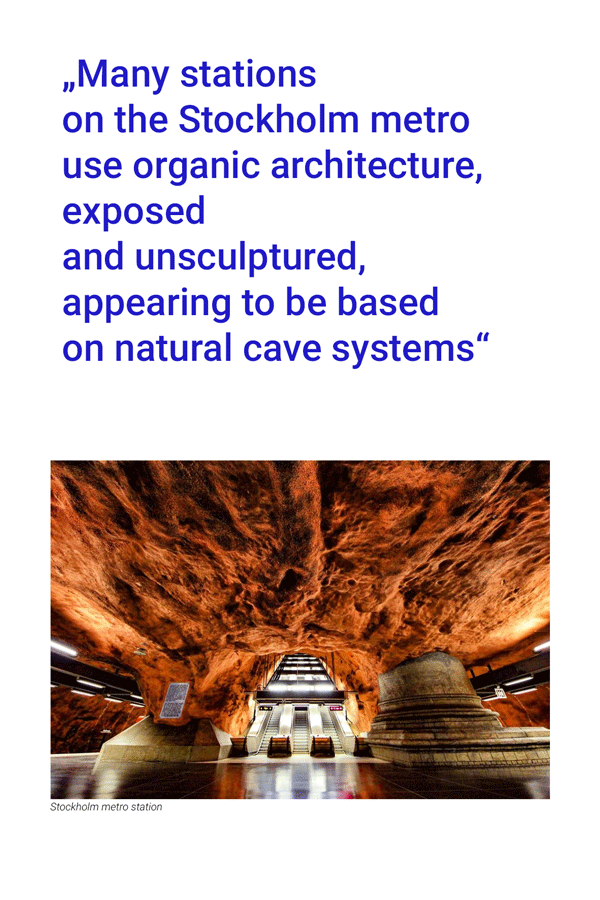 „Many stations
on the Stockholm metro
use organic architecture,
exposed
and unsculptured,
appearing to be based
on natural cave systems“
Stockholm metro station